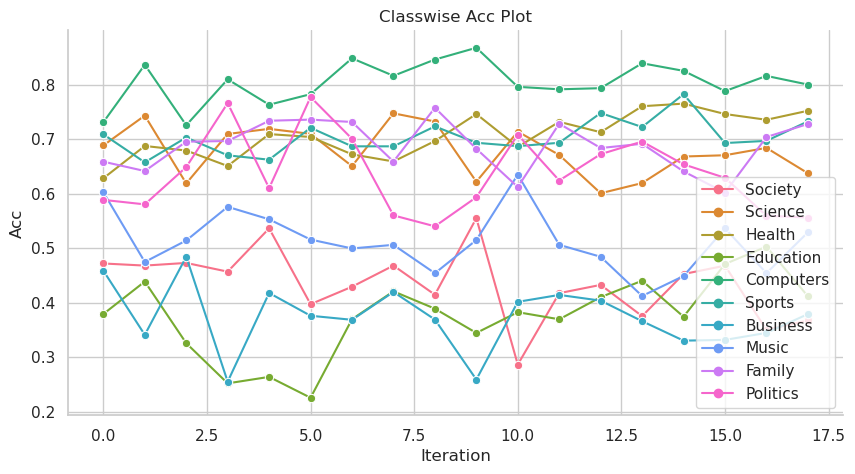 Classwise Acc Plot
Acc
0.8
0.7
0.6
0.5
0.4
0.3
0.2
Society
Science
Health
Education
Computers
Sports
Business
Music
Family
Politics
0.0 2.5 5.0 7.5 10.0 12.5 15.0 17.5
Iteration